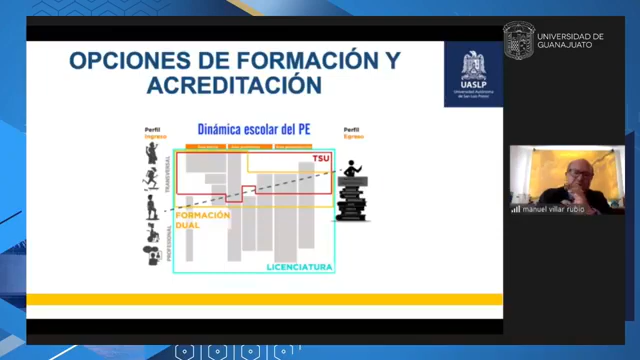 OPCIONES DE FORMACIÓN Y
ACREDITACIÓN
UASLP
Universidad Autónoma
de San Luis Potosí
UNIVERSIDAD DE
GUANAJUATO
Dinámica escolar del PE
Perfil
Ingreso
Perfil
Egreso
TSU
TRANSVERSAL
FORMACIÓN
DUAL
PROFESIONAL
LICENCIATURA
manuel villar rubio